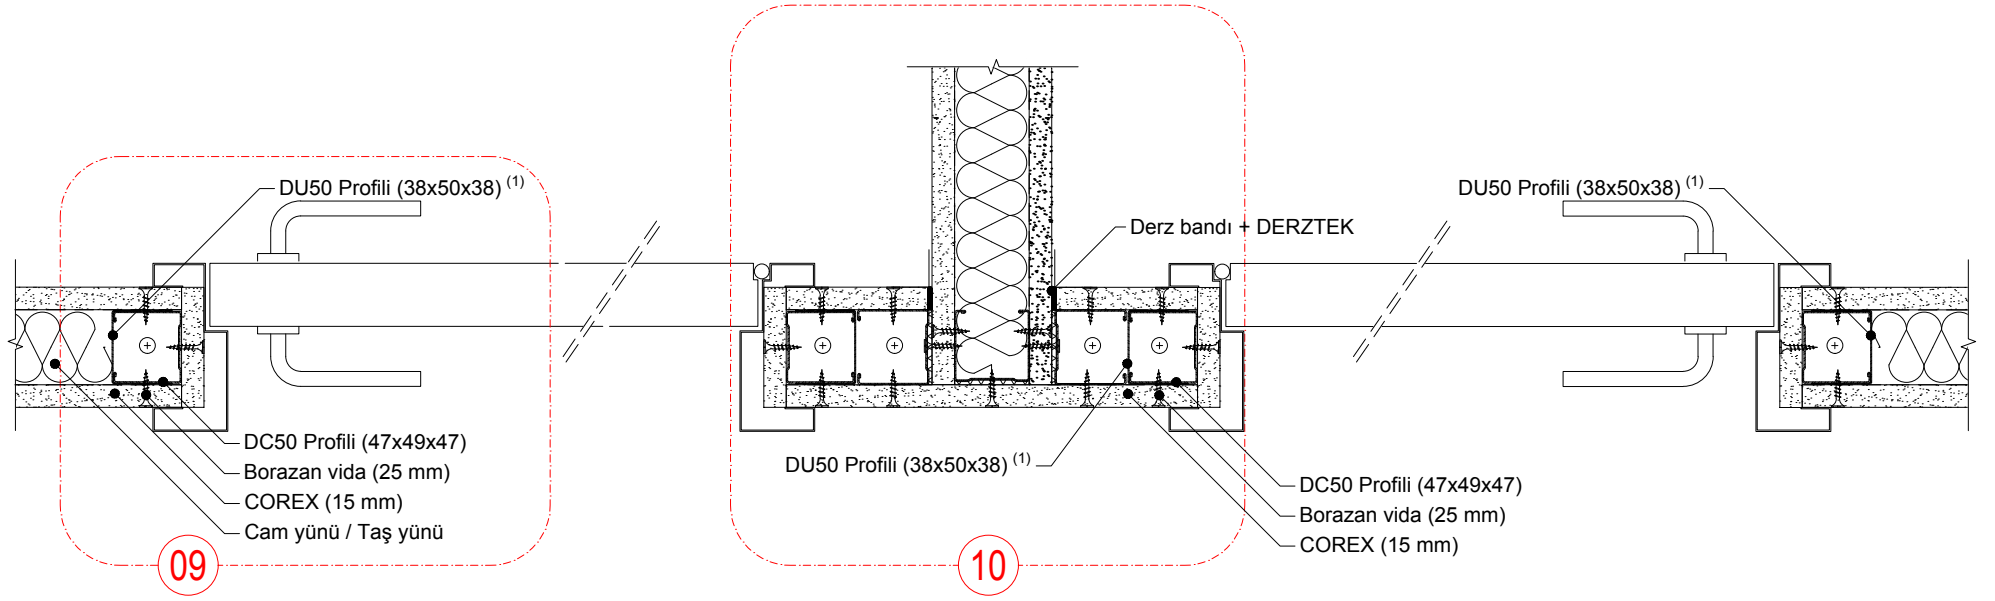 DU50 Profili (38x50x38) (1)
DU50 Profili (38x50x38) (1)
Derz bandı + DERZTEK
DC50 Profili (47x49x47)
Borazan vida (25 mm)
COREX (15 mm)
Cam yünü / Taş yünü
DU50 Profili (38x50x38) (1)
DC50 Profili (47x49x47)
Borazan vida (25 mm)
COREX (15 mm)
09
10